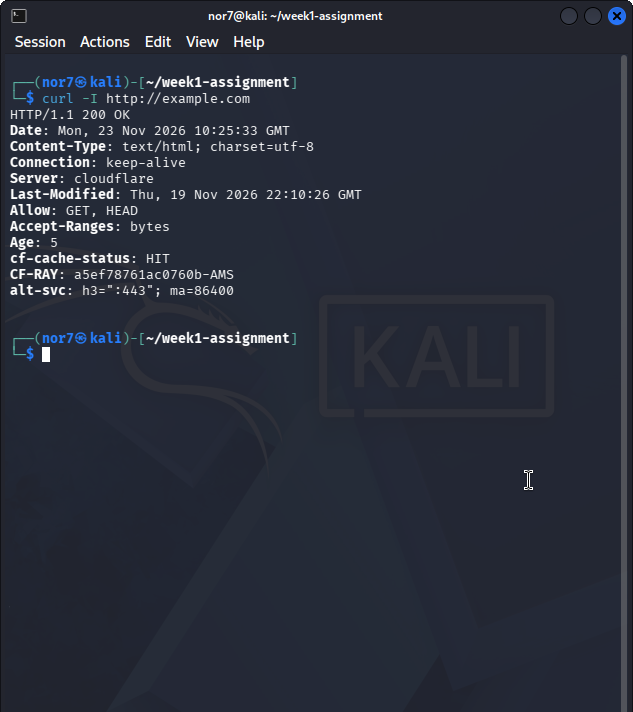 nor7@kali: ~/week1-assignment
Session Actions Edit View Help
┌──(nor7㉿kali)-[~/week1-assignment]
└─$ curl -I http://example.com
HTTP/1.1 200 OK
Date: Mon, 23 Nov 2026 10:25:33 GMT
Content-Type: text/html; charset=utf-8
Connection: keep-alive
Server: cloudflare
Last-Modified: Thu, 19 Nov 2026 22:10:26 GMT
Allow: GET, HEAD
Accept-Ranges: bytes
Age: 5
cf-cache-status: HIT
CF-RAY: a5ef78761ac0760b-AMS
alt-svc: h3=":443"; ma=86400
┌──(nor7㉿kali)-[~/week1-assignment]
└─$
KALI